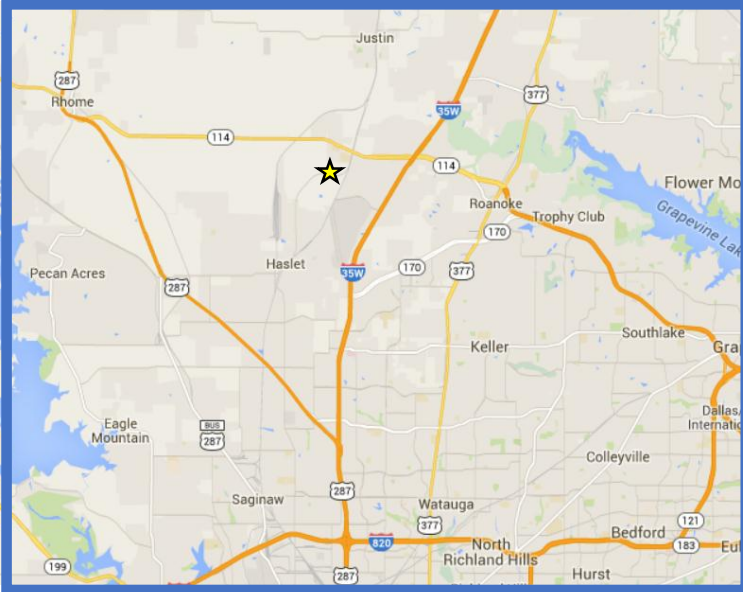 Justin
287
Rhome
377
35W
114
114
Flower Mo
Roanoke
Trophy Club
Grapevine Lak
170
Haslet
170
35W
377
Pecan Acres
287
Southlake
Keller
Gra
Dallas/
Internatio
Eagle
Mountain
BUS
287
Colleyville
287
Saginaw
Watauga
377
121
Bedford
820
North
Richland Hills
183
Eul
199
287
Hurst